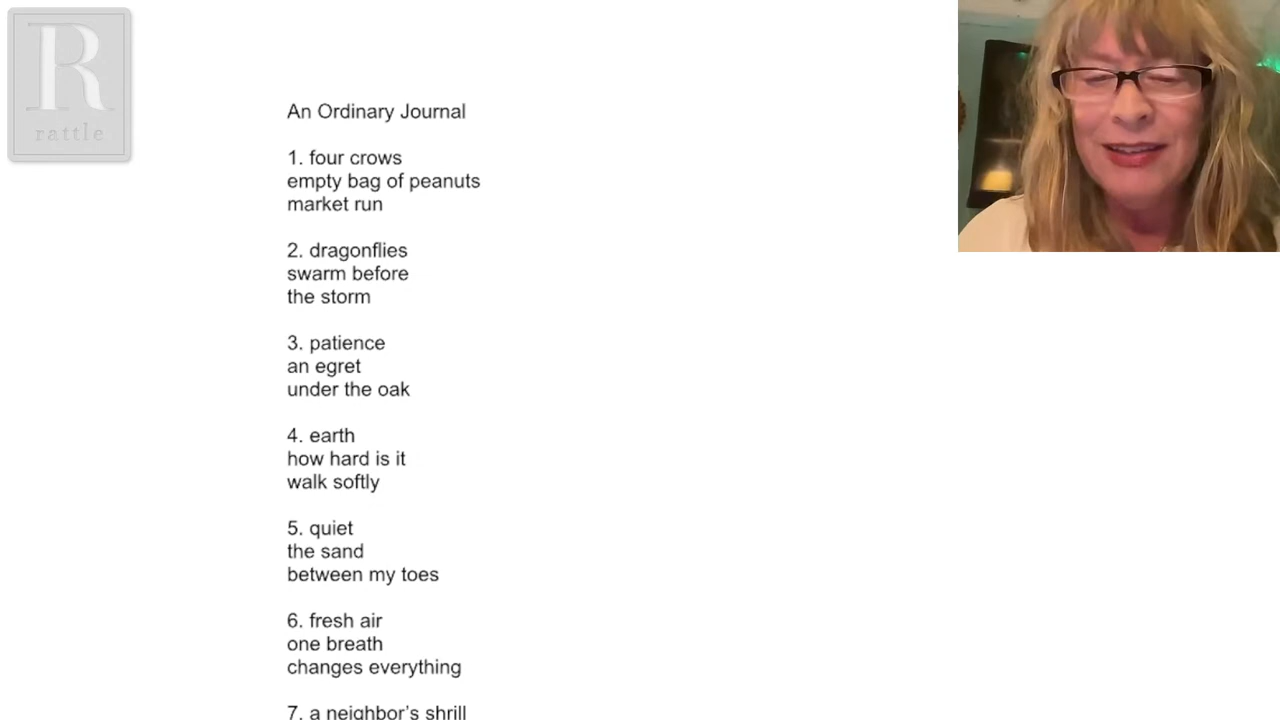 R
rattle
An Ordinary Journal
1. four crows
empty bag of peanuts
market run
2. dragonflies
swarm before
the storm
3. patience
an egret
under the oak
4. earth
how hard is it
walk softly
5. quiet
the sand
between my toes
6. fresh air
one breath
changes everything
7. a neighbor’s shrill